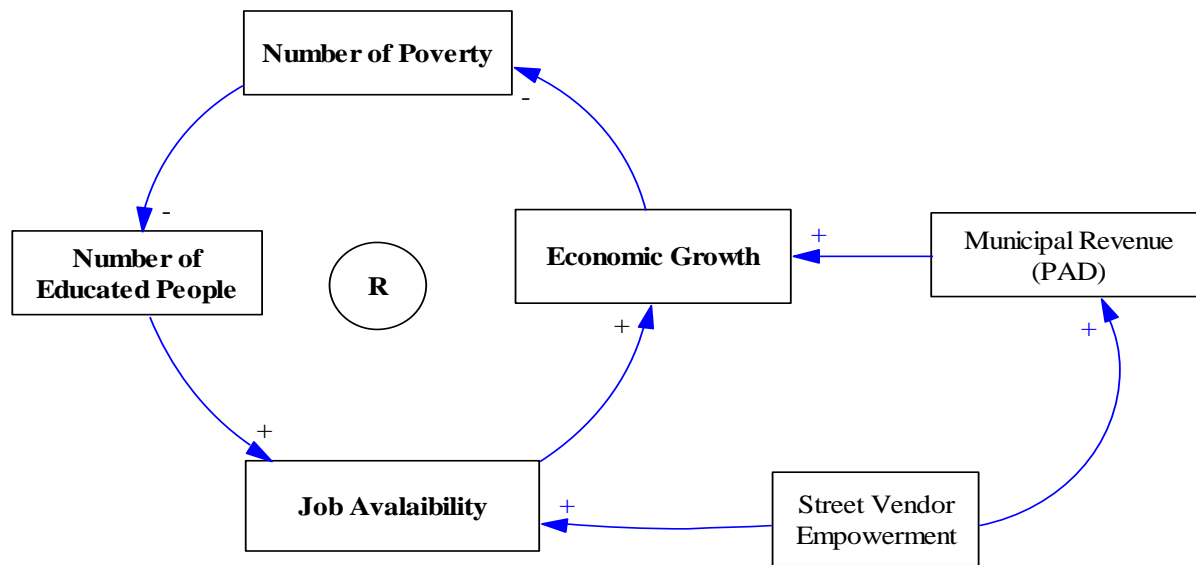 Number of Poverty
-
-
Number of
Educated People
R
Economic Growth
+
Municipal Revenue
(PAD)
+
+
+
Job Avalaibility
+
Street Vendor
Empowerment